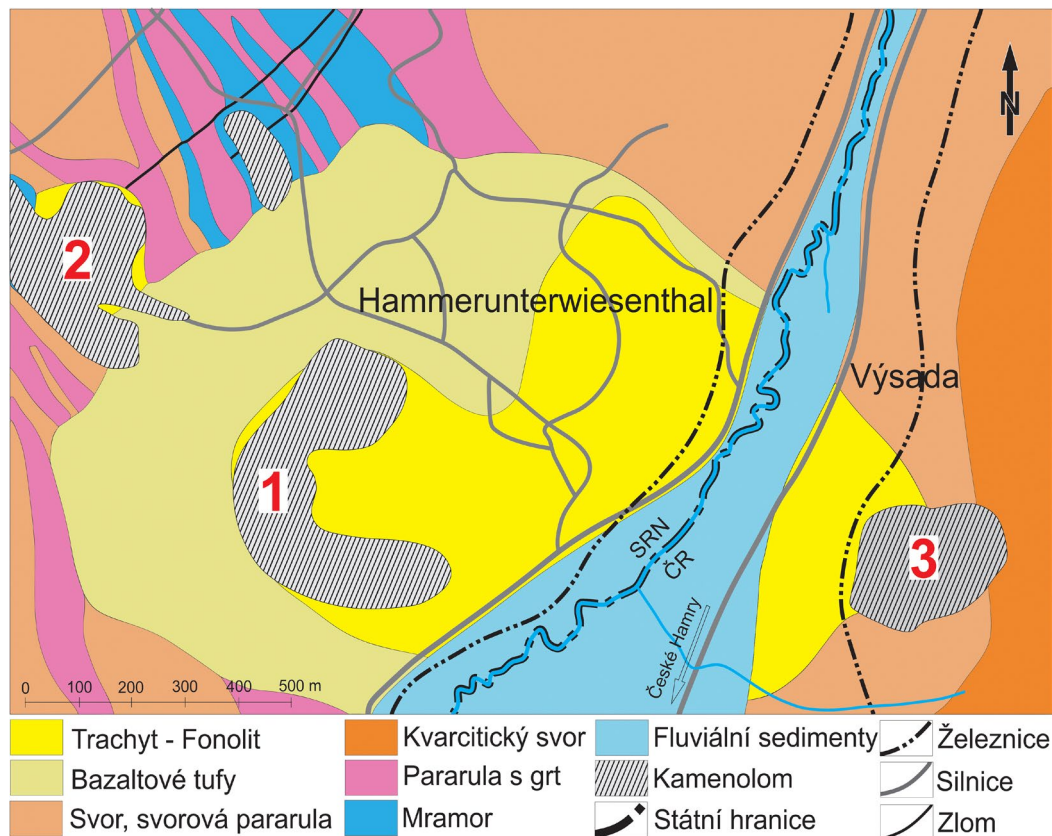 N
2
Hammerunterwiesenthal
Výsada
1
3
SRN
ČR
České Hamry
0 100 200 300 400 500 m
Trachyt - Fonolit
Bazaltové tufy
Svor, svorová pararula
Kvarcitický svor
Pararula s grt
Mramor
Fluviální sedimenty
Kamenolom
Státní hranice
Železnice
Silnice
Zlom